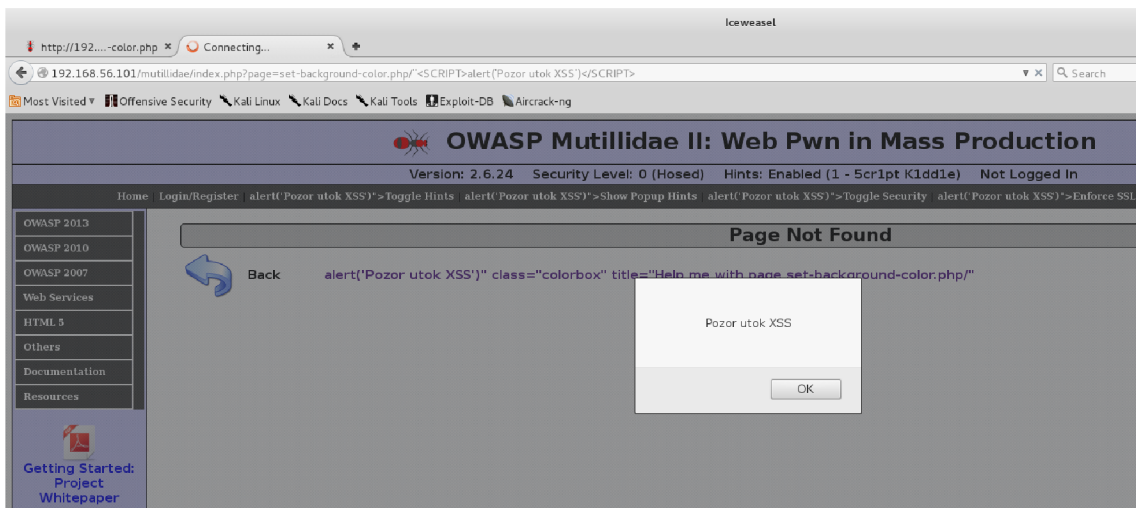 Iceweasel
http://192....-color.php
Connecting...
192.168.56.101/mutillidae/index.php?page=set-background-color.php/"<SCRIPT>alert('Pozor utok XSS')</SCRIPT>
Search
Most Visited
Offensive Security
Kali Linux
Kali Docs
Kali Tools
Exploit-DB
Aircrack-ng
OWASP Mutillidae II: Web Pwn in Mass Production
Version: 2.6.24 Security Level: 0 (Hosed) Hints: Enabled (1 - 5cr1pt K1dd1e) Not Logged In
Home | Login/Register | alert('Pozor utok XSS')">Toggle Hints | alert('Pozor utok XSS')">Show Popup Hints | alert('Pozor utok XSS')">Toggle Security | alert('Pozor utok XSS')">Enforce SSL
OWASP 2013
OWASP 2010
OWASP 2007
Web Services
HTML 5
Others
Documentation
Resources
Getting Started:
Project
Whitepaper
Page Not Found
Back
alert('Pozor utok XSS')" class="colorbox" title="Help me with page set-background-color.php/"
Pozor utok XSS
OK